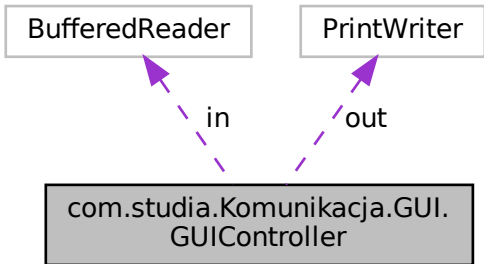 BufferedReader
PrintWriter
in
out
com.studia.Komunikacja.GUI.
GUIController